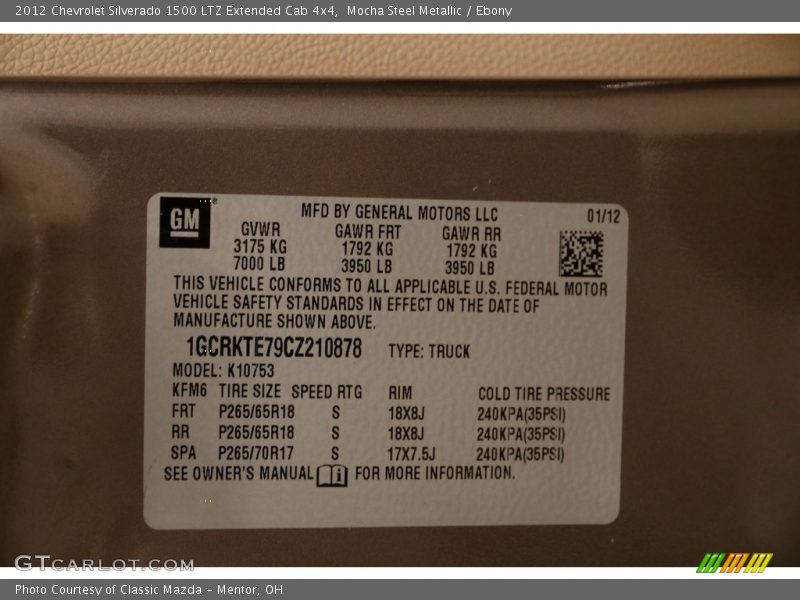 2012 Chevrolet Silverado 1500 LTZ Extended Cab 4x4, Mocha Steel Metallic / Ebony
GM
MFD BY GENERAL MOTORS LLC 01/12
GVWR GAWR FRT GAWR RR
3175 KG 1792 KG 1792 KG
7000 LB 3950 LB 3950 LB
THIS VEHICLE CONFORMS TO ALL APPLICABLE U.S. FEDERAL MOTOR
VEHICLE SAFETY STANDARDS IN EFFECT ON THE DATE OF
MANUFACTURE SHOWN ABOVE.
1GCRKTE79CZ210878 TYPE: TRUCK
MODEL: K10753
KFM6 TIRE SIZE SPEED RTG RIM COLD TIRE PRESSURE
FRT P265/65R18 S 18X8J 240KPA(35PSI)
RR P265/65R18 S 18X8J 240KPA(35PSI)
SPA P265/70R17 S 17X7.5J 240KPA(35PSI)
SEE OWNER'S MANUAL i FOR MORE INFORMATION.
GTCARLOT.COM
Photo Courtesy of Classic Mazda - Mentor, OH